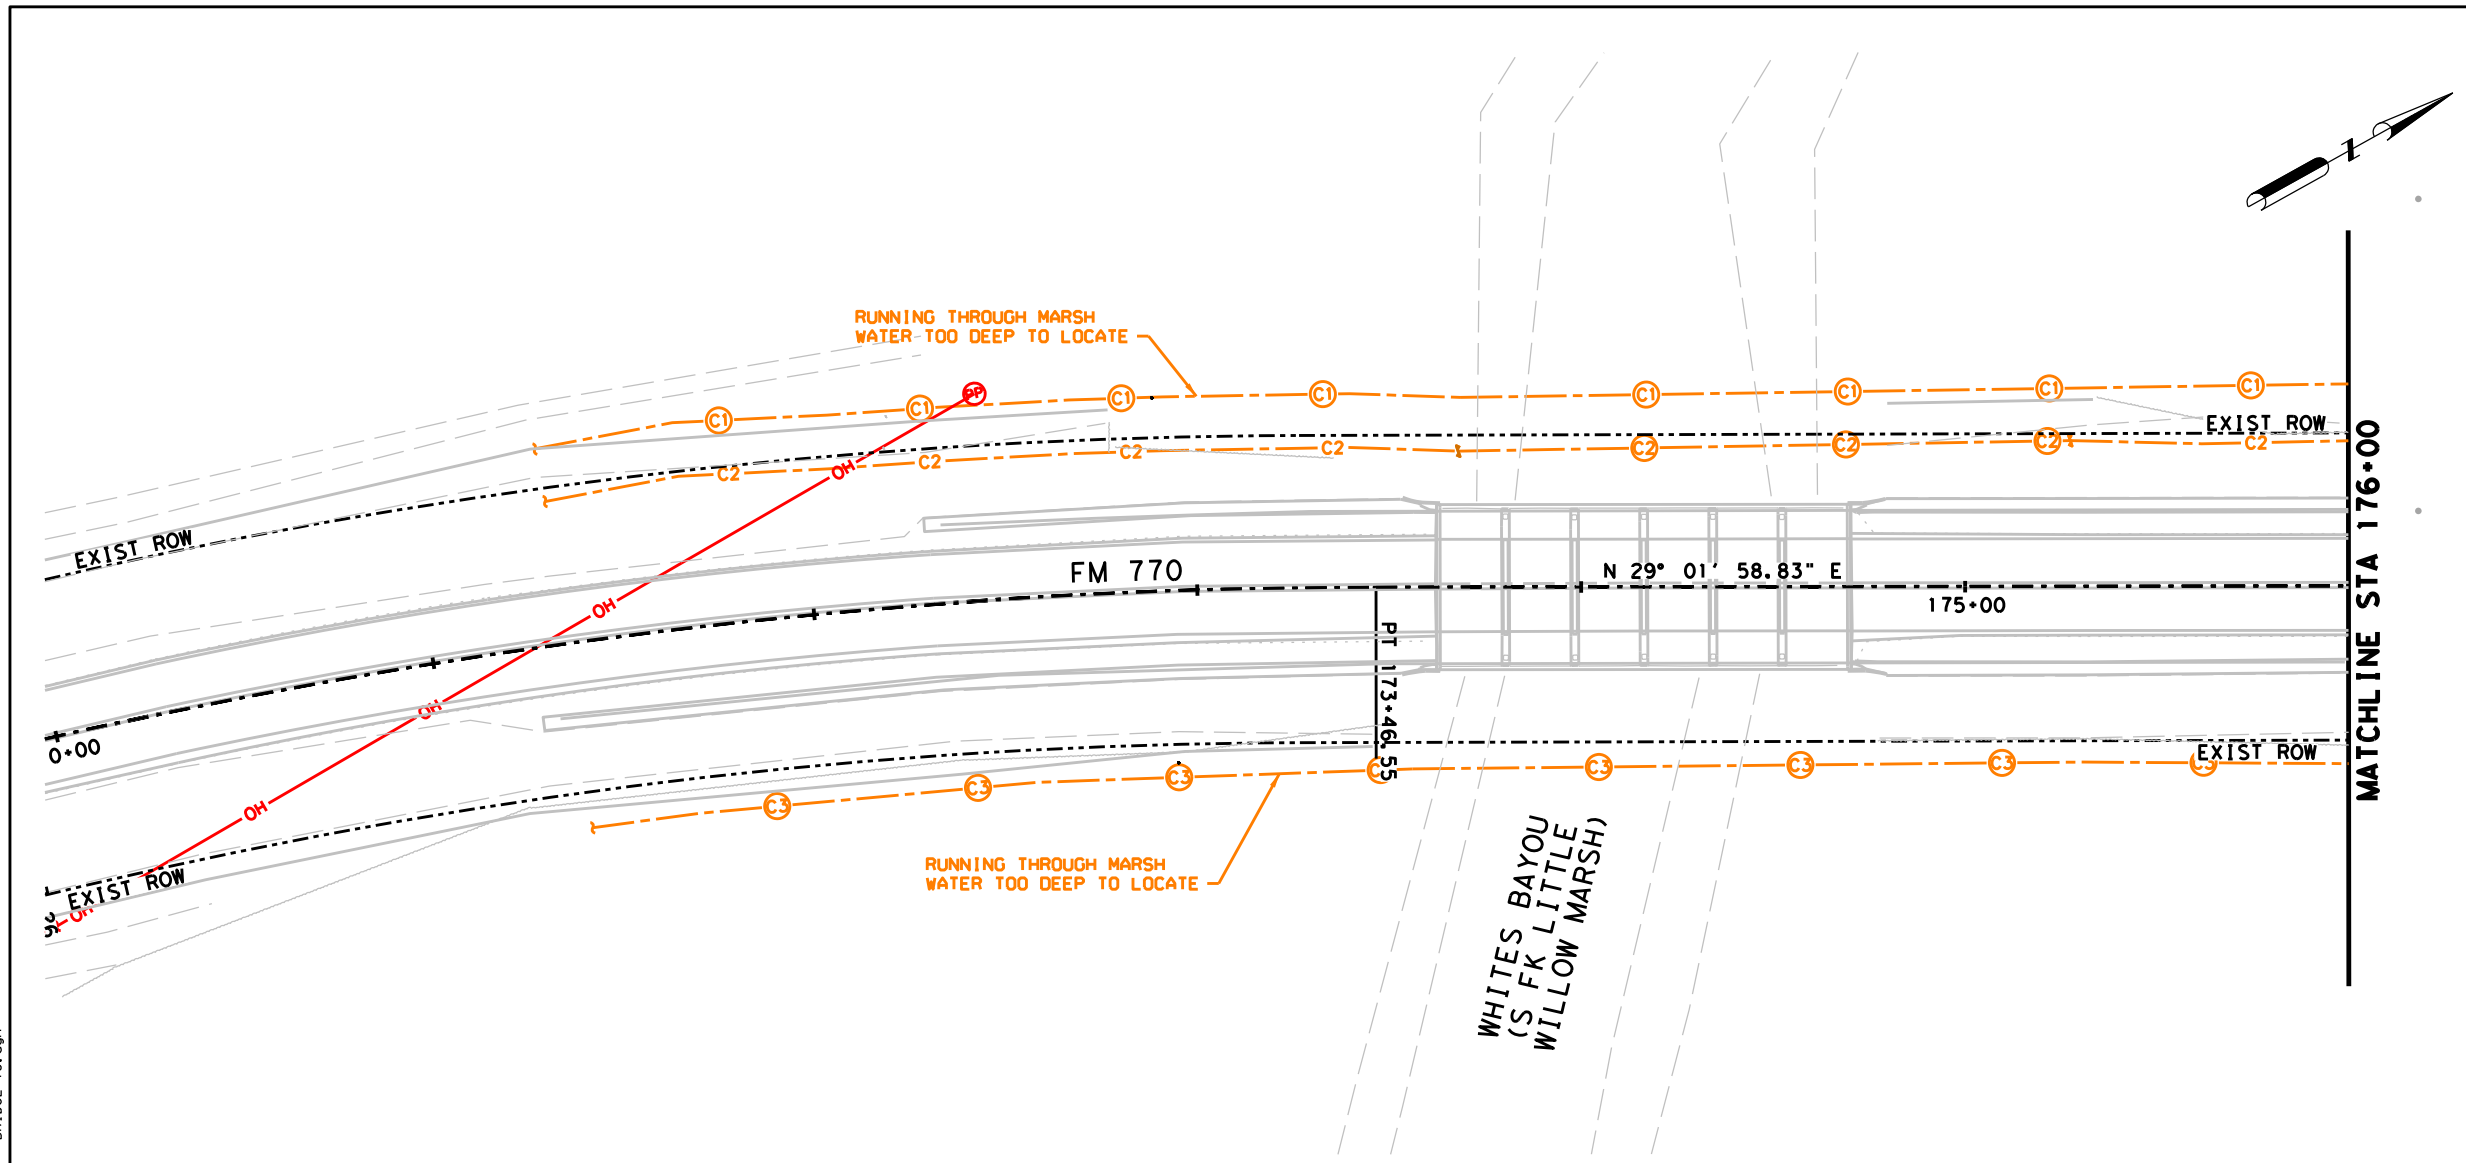 Z
RUNNING THROUGH MARSH
WATER TOO DEEP TO LOCATE
PP
C1
C1
C1
C1
C1
C1
C1
C1
EXIST ROW
C2
C2
C2
C2
C2
C2
C2
C2
OH
EXIST ROW
FM 770
N 29° 01' 58.83" E
175+00
OH
PT 173+46.55
MATCHLINE STA 176+00
OH
0+00
EXIST ROW
C3
C3
C3
C3
C3
C3
C3
OH
RUNNING THROUGH MARSH
WATER TOO DEEP TO LOCATE
EXIST ROW
OH
WHITES BAYOU
(S FK LITTLE
WILLOW MARSH)